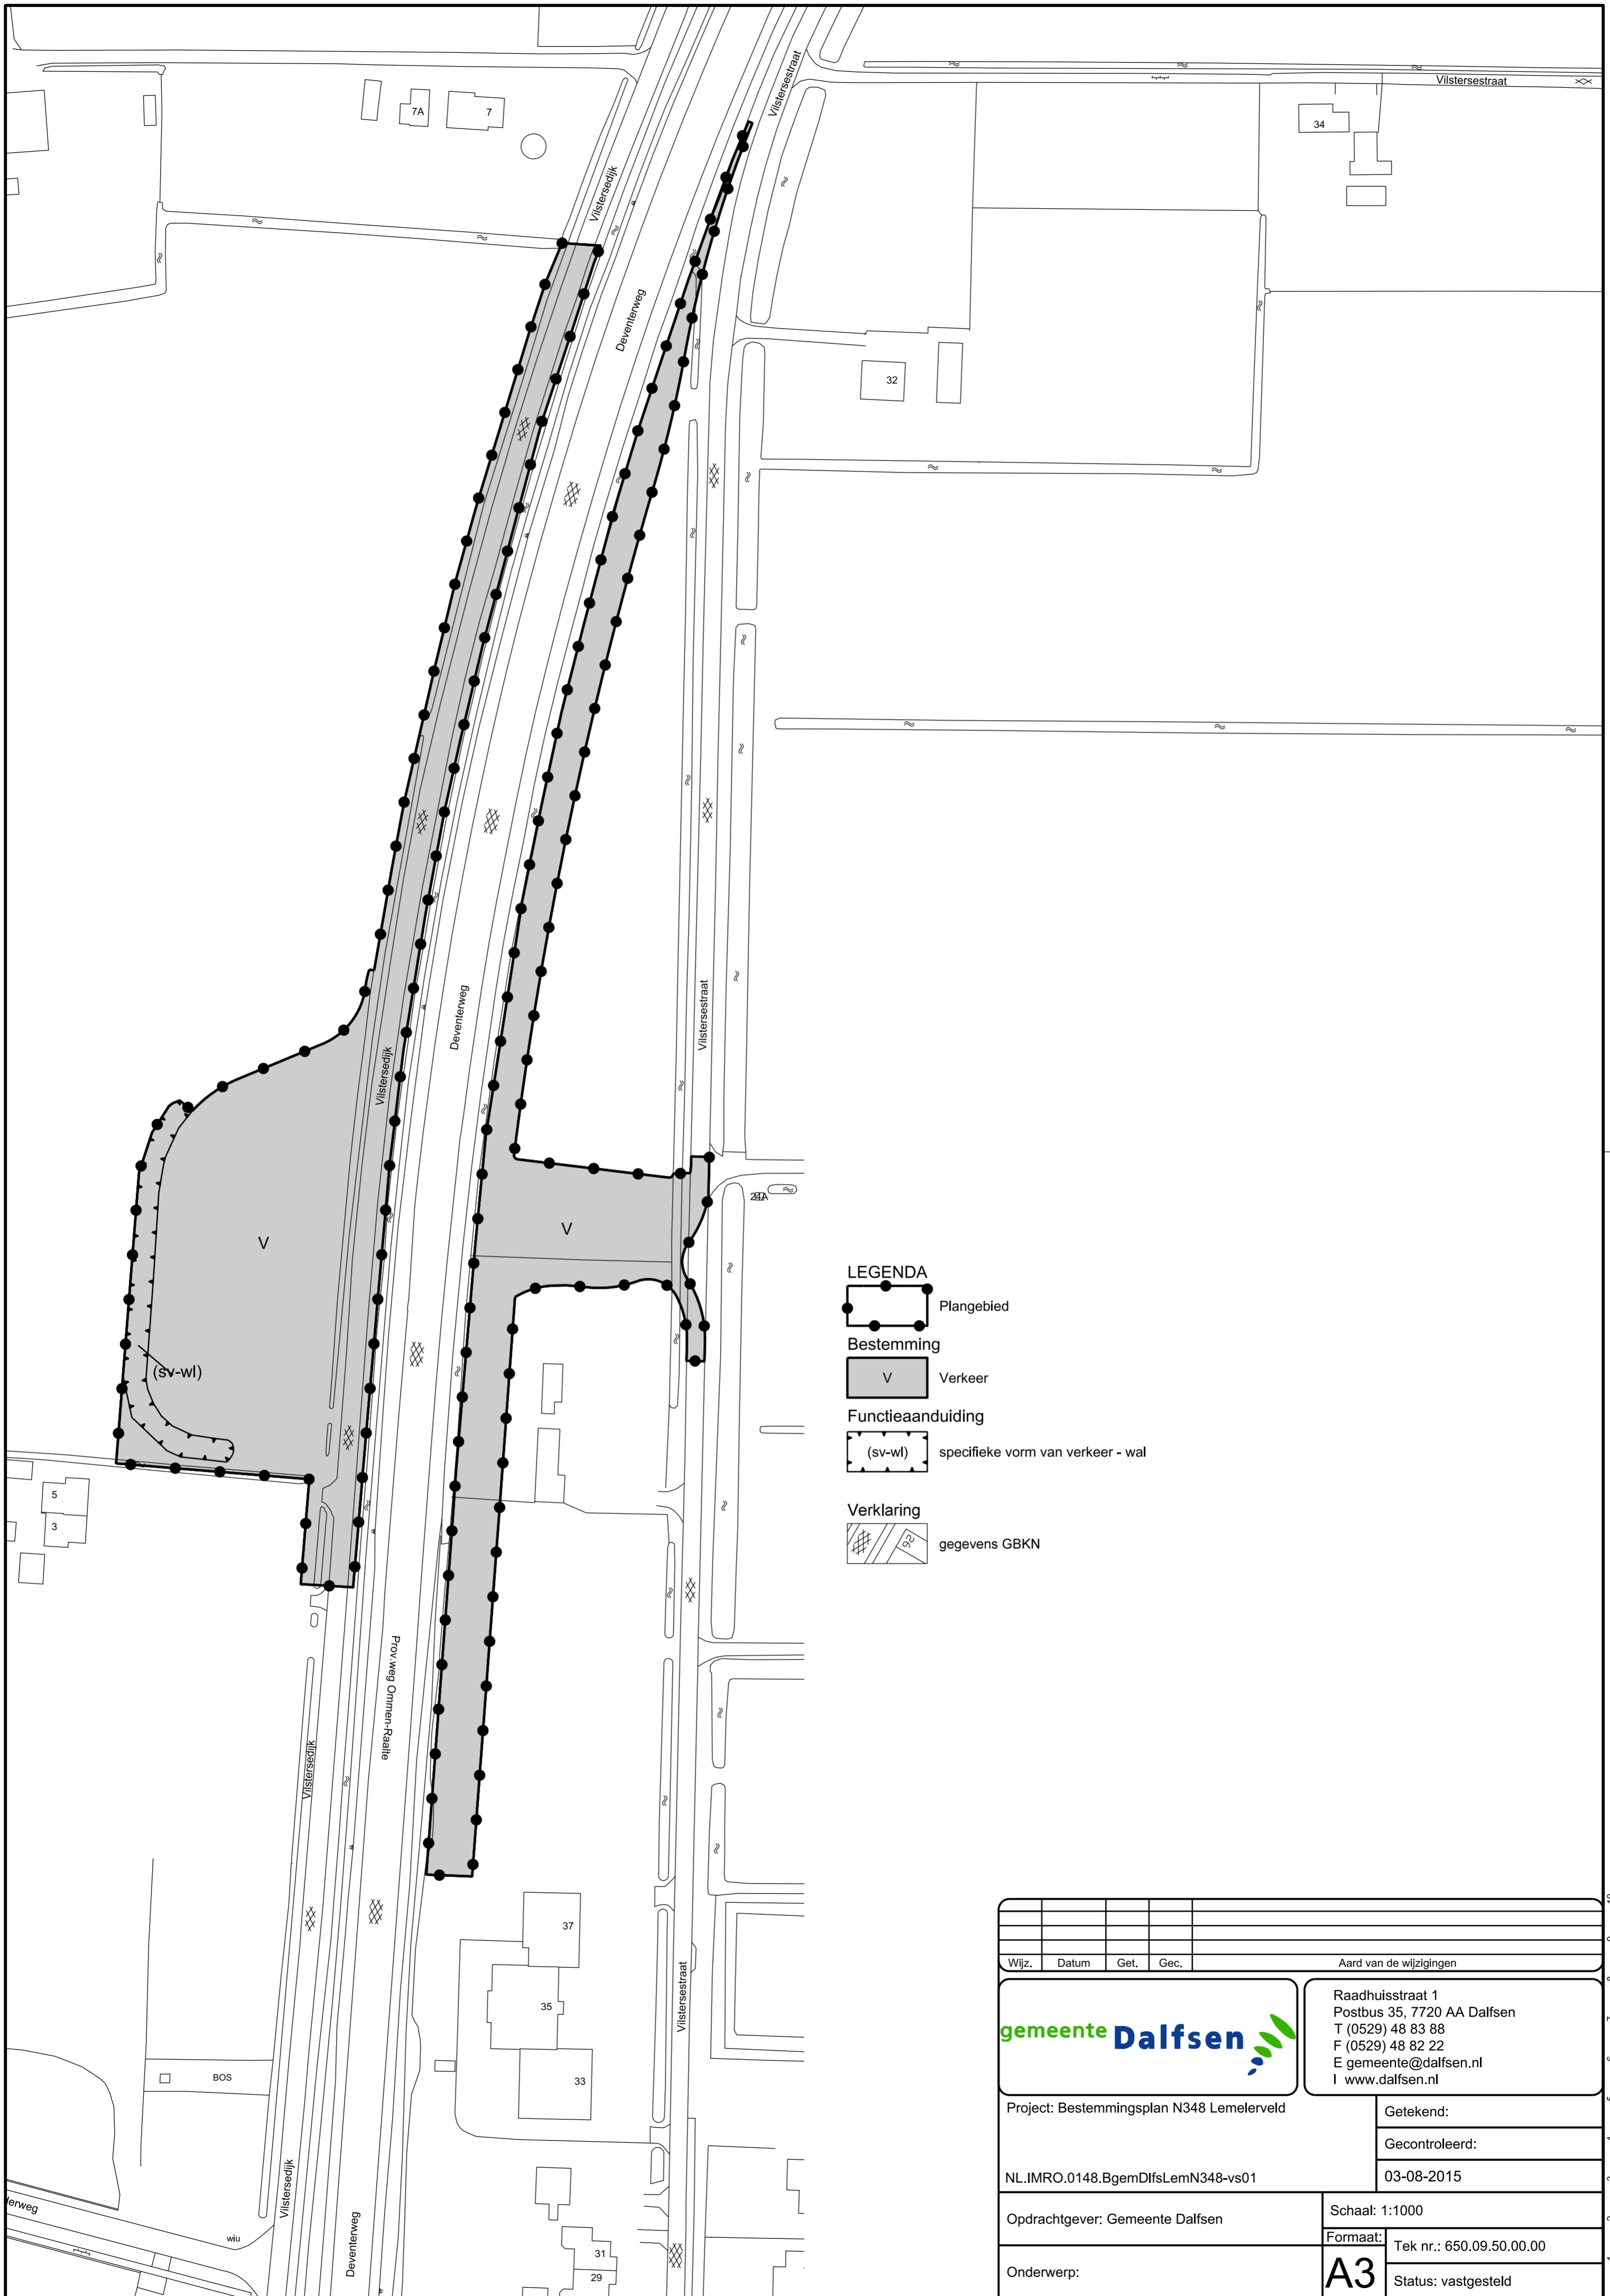 Vilstersestraat
Vilstersestraat
7A
7
34
Vilstersedijk
Deventerweg
32
Deventerweg
Vilstersestraat
Vilstersedijk
24A
V
V
(sv-wl)
5
3
LEGENDA
Plangebied
Bestemming
V
Verkeer
Functieaanduiding
(sv-wl)
specifieke vorm van verkeer - wal
Verklaring
26
gegevens GBKN
Prov.weg Ommen-Raalte
Vilstersedijk
37
35
33
Vilstersestraat
BOS
Vilstersedijk
erweg
wiu
Deventerweg
31
29
Wijz. Datum Get. Gec. Aard van de wijzigingen
gemeente Dalfsen
Raadhuisstraat 1
Postbus 35, 7720 AA Dalfsen
T (0529) 48 83 88
F (0529) 48 82 22
E gemeente@dalfsen.nl
I www.dalfsen.nl
Project: Bestemmingsplan N348 Lemelerveld
NL.IMRO.0148.BgemDlfsLemN348-vs01
Getekend:
Gecontroleerd:
03-08-2015
Opdrachtgever: Gemeente Dalfsen
Schaal: 1:1000
Formaat:
A3
Tek nr.: 650.09.50.00.00
Onderwerp:
Status: vastgesteld